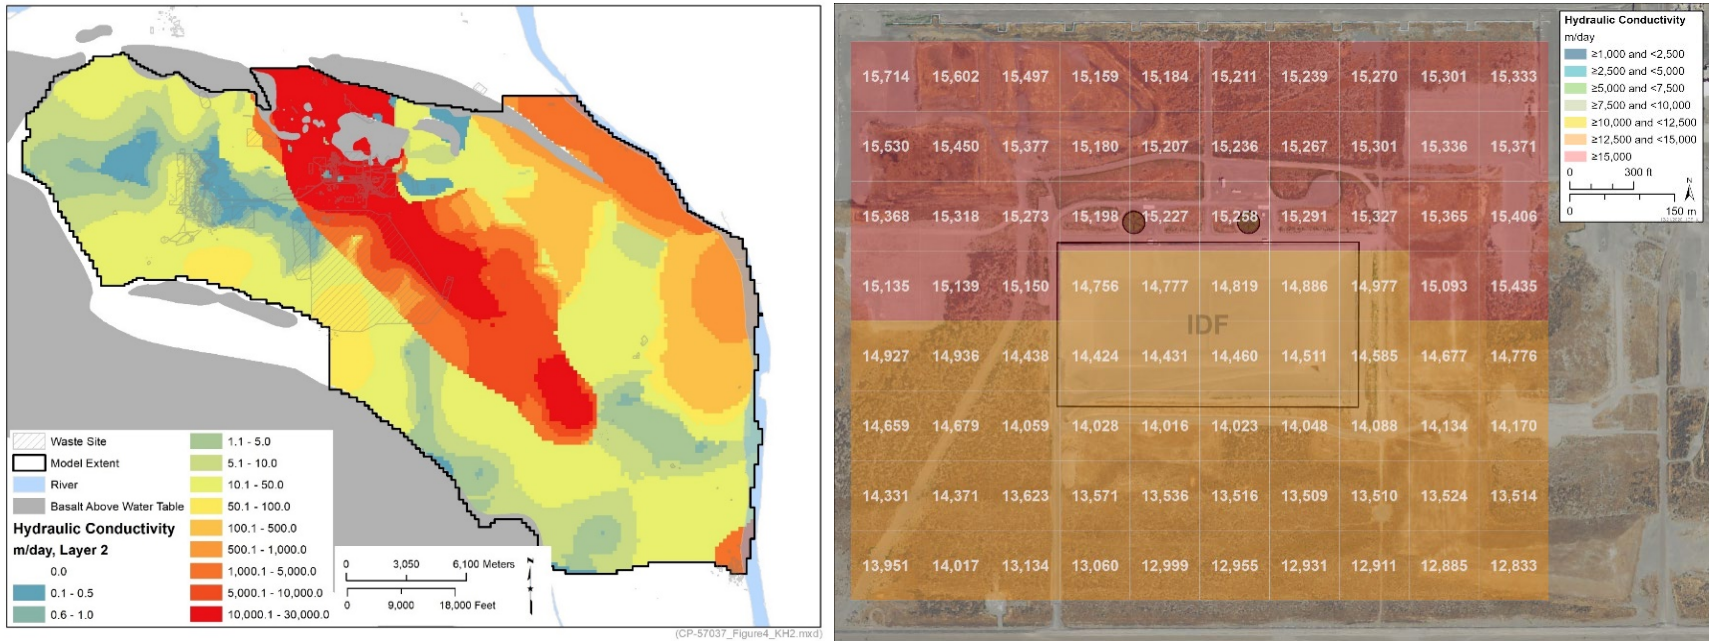 Waste Site
Model Extent
River
Basalt Above Water Table
Hydraulic Conductivity
m/day, Layer 2
0.0
0.1 - 0.5
0.6 - 1.0
1.1 - 5.0
5.1 - 10.0
10.1 - 50.0
50.1 - 100.0
100.1 - 500.0
500.1 - 1,000.0
1,000.1 - 5,000.0
5,000.1 - 10,000.0
10,000.1 - 30,000.0
0 3,050 6,100 Meters
0 9,000 18,000 Feet
N
(CP-57037_Figure4_KH2.mxd)
Hydraulic Conductivity
m/day
≥1,000 and <2,500
≥2,500 and <5,000
≥5,000 and <7,500
≥7,500 and <10,000
≥10,000 and <12,500
≥12,500 and <15,000
≥15,000
0 300 ft
N
0 150 m
15,714 15,602 15,497 15,159 15,184 15,211 15,239 15,270 15,301 15,333
15,530 15,450 15,377 15,180 15,207 15,236 15,267 15,301 15,336 15,371
15,368 15,318 15,273 15,198 15,227 15,258 15,291 15,327 15,365 15,406
15,135 15,139 15,150 14,756 14,777 14,819 14,886 14,977 15,093 15,435
IDF
14,927 14,936 14,438 14,424 14,431 14,460 14,511 14,585 14,677 14,776
14,659 14,679 14,059 14,028 14,016 14,023 14,048 14,088 14,134 14,170
14,331 14,371 13,623 13,571 13,536 13,516 13,509 13,510 13,524 13,514
13,951 14,017 13,134 13,060 12,999 12,955 12,931 12,911 12,885 12,833